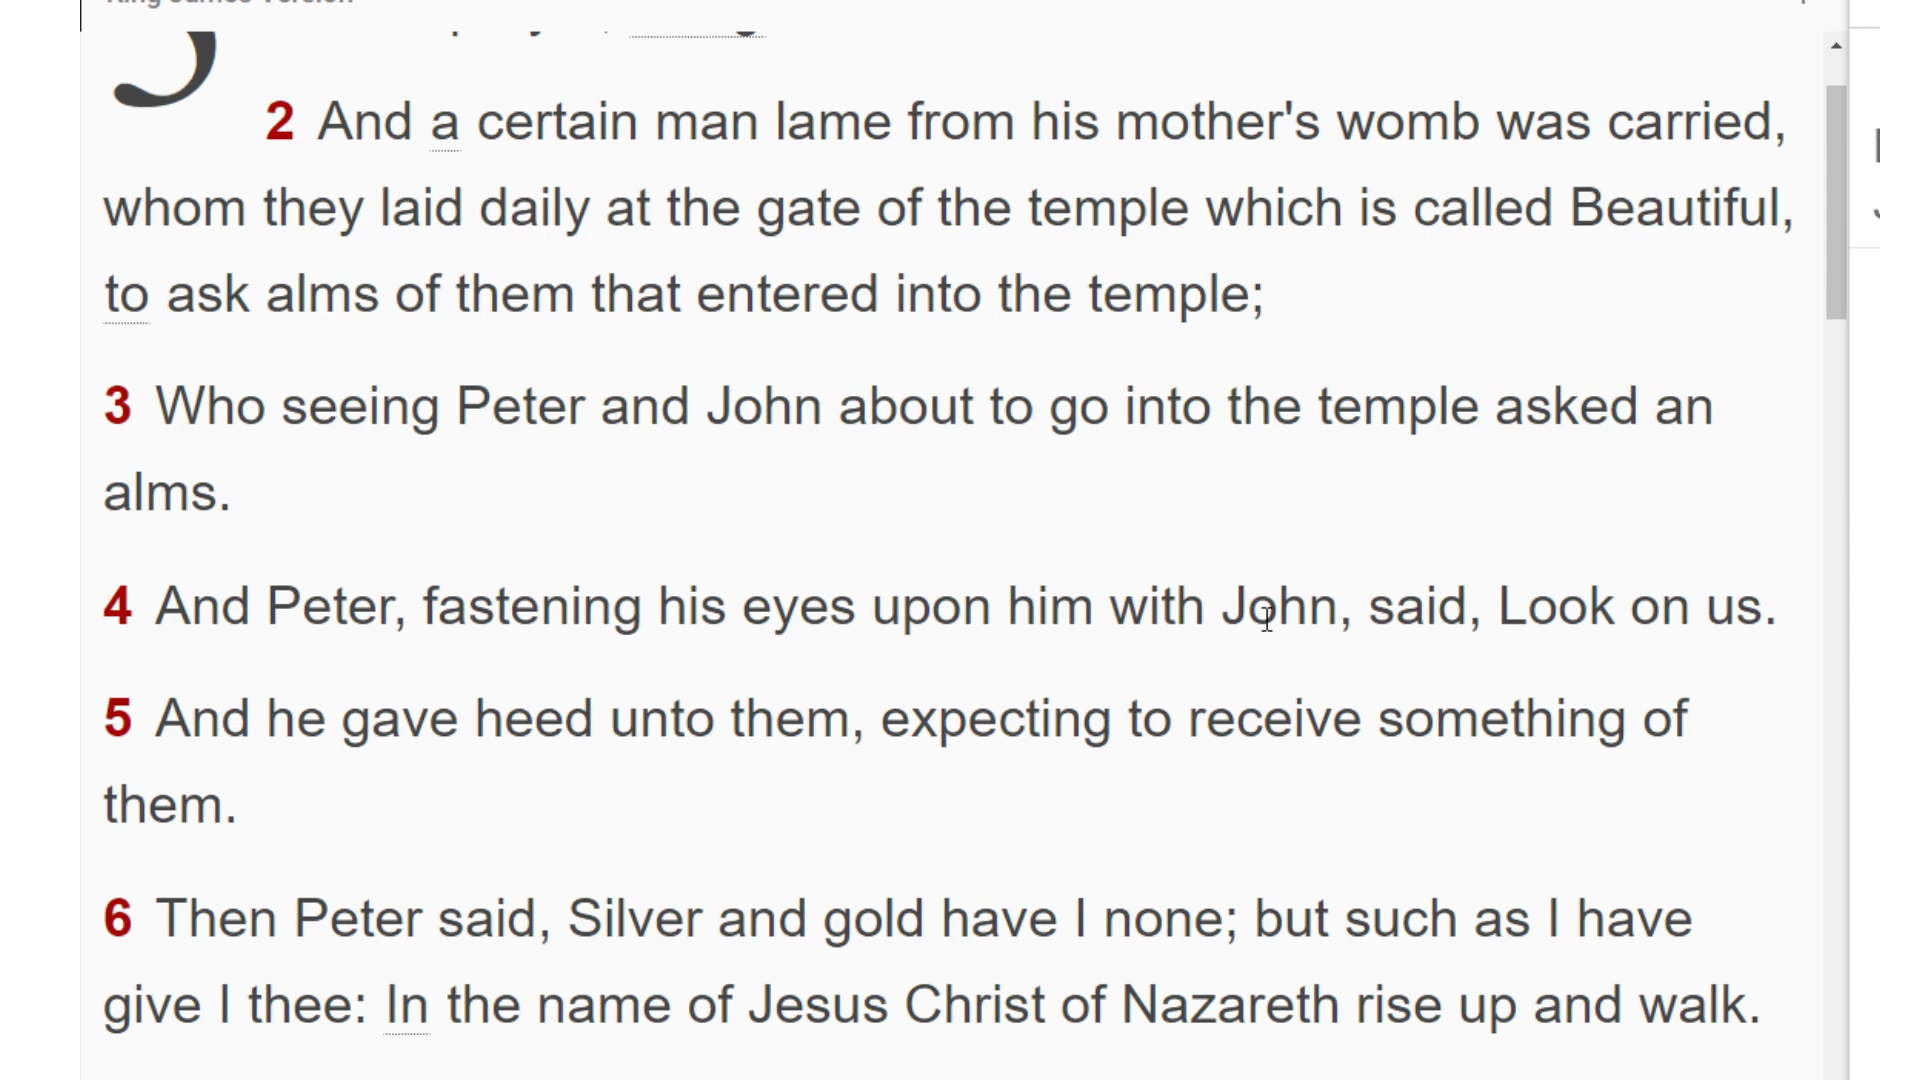 King James Version
3
2 And a certain man lame from his mother's womb was carried,
whom they laid daily at the gate of the temple which is called Beautiful,
to ask alms of them that entered into the temple;
3 Who seeing Peter and John about to go into the temple asked an
alms.
4 And Peter, fastening his eyes upon him with John, said, Look on us.
5 And he gave heed unto them, expecting to receive something of
them.
6 Then Peter said, Silver and gold have I none; but such as I have
give I thee: In the name of Jesus Christ of Nazareth rise up and walk.